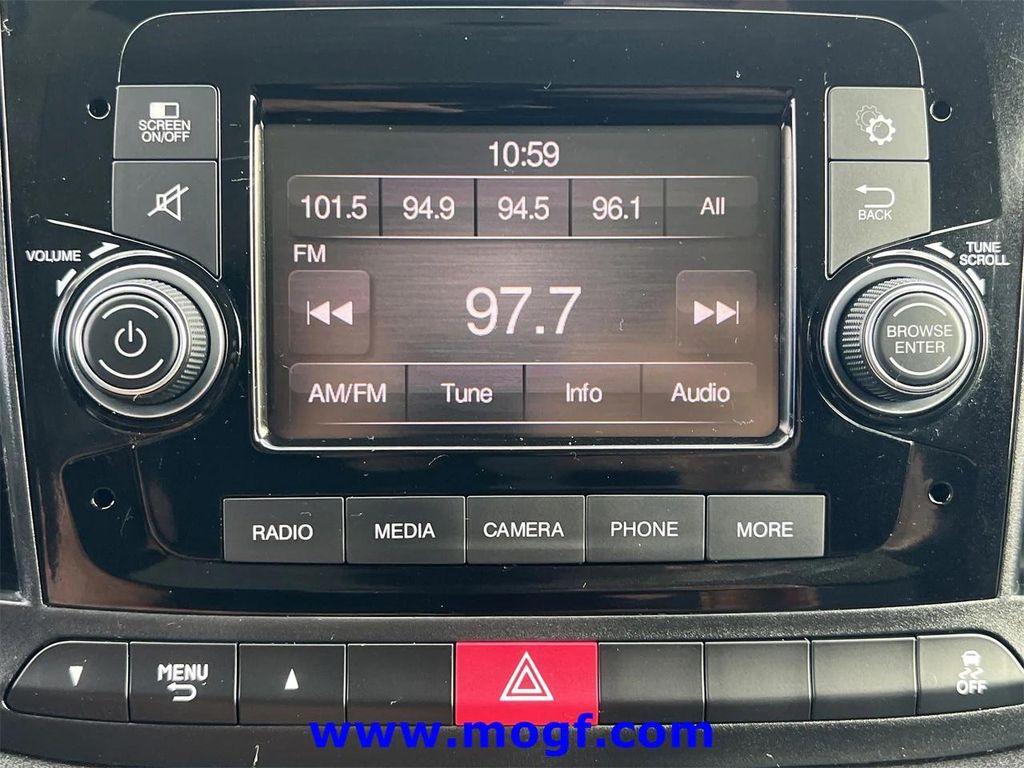 SCREEN
ON/OFF
VOLUME
10:59
101.5 94.9 94.5 96.1 All
FM
97.7
AM/FM Tune Info Audio
BACK
TUNE
SCROLL
BROWSE
ENTER
RADIO MEDIA CAMERA PHONE MORE
MENU
OFF
www.mogf.com